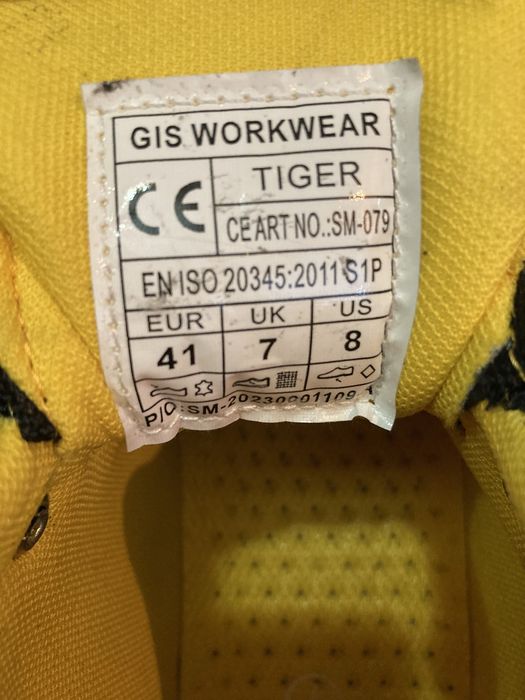 GIS WORKWEAR
CE
TIGER
CE ART NO.:SM-079
EN ISO 20345:2011 S1P
EUR UK US
41 7 8